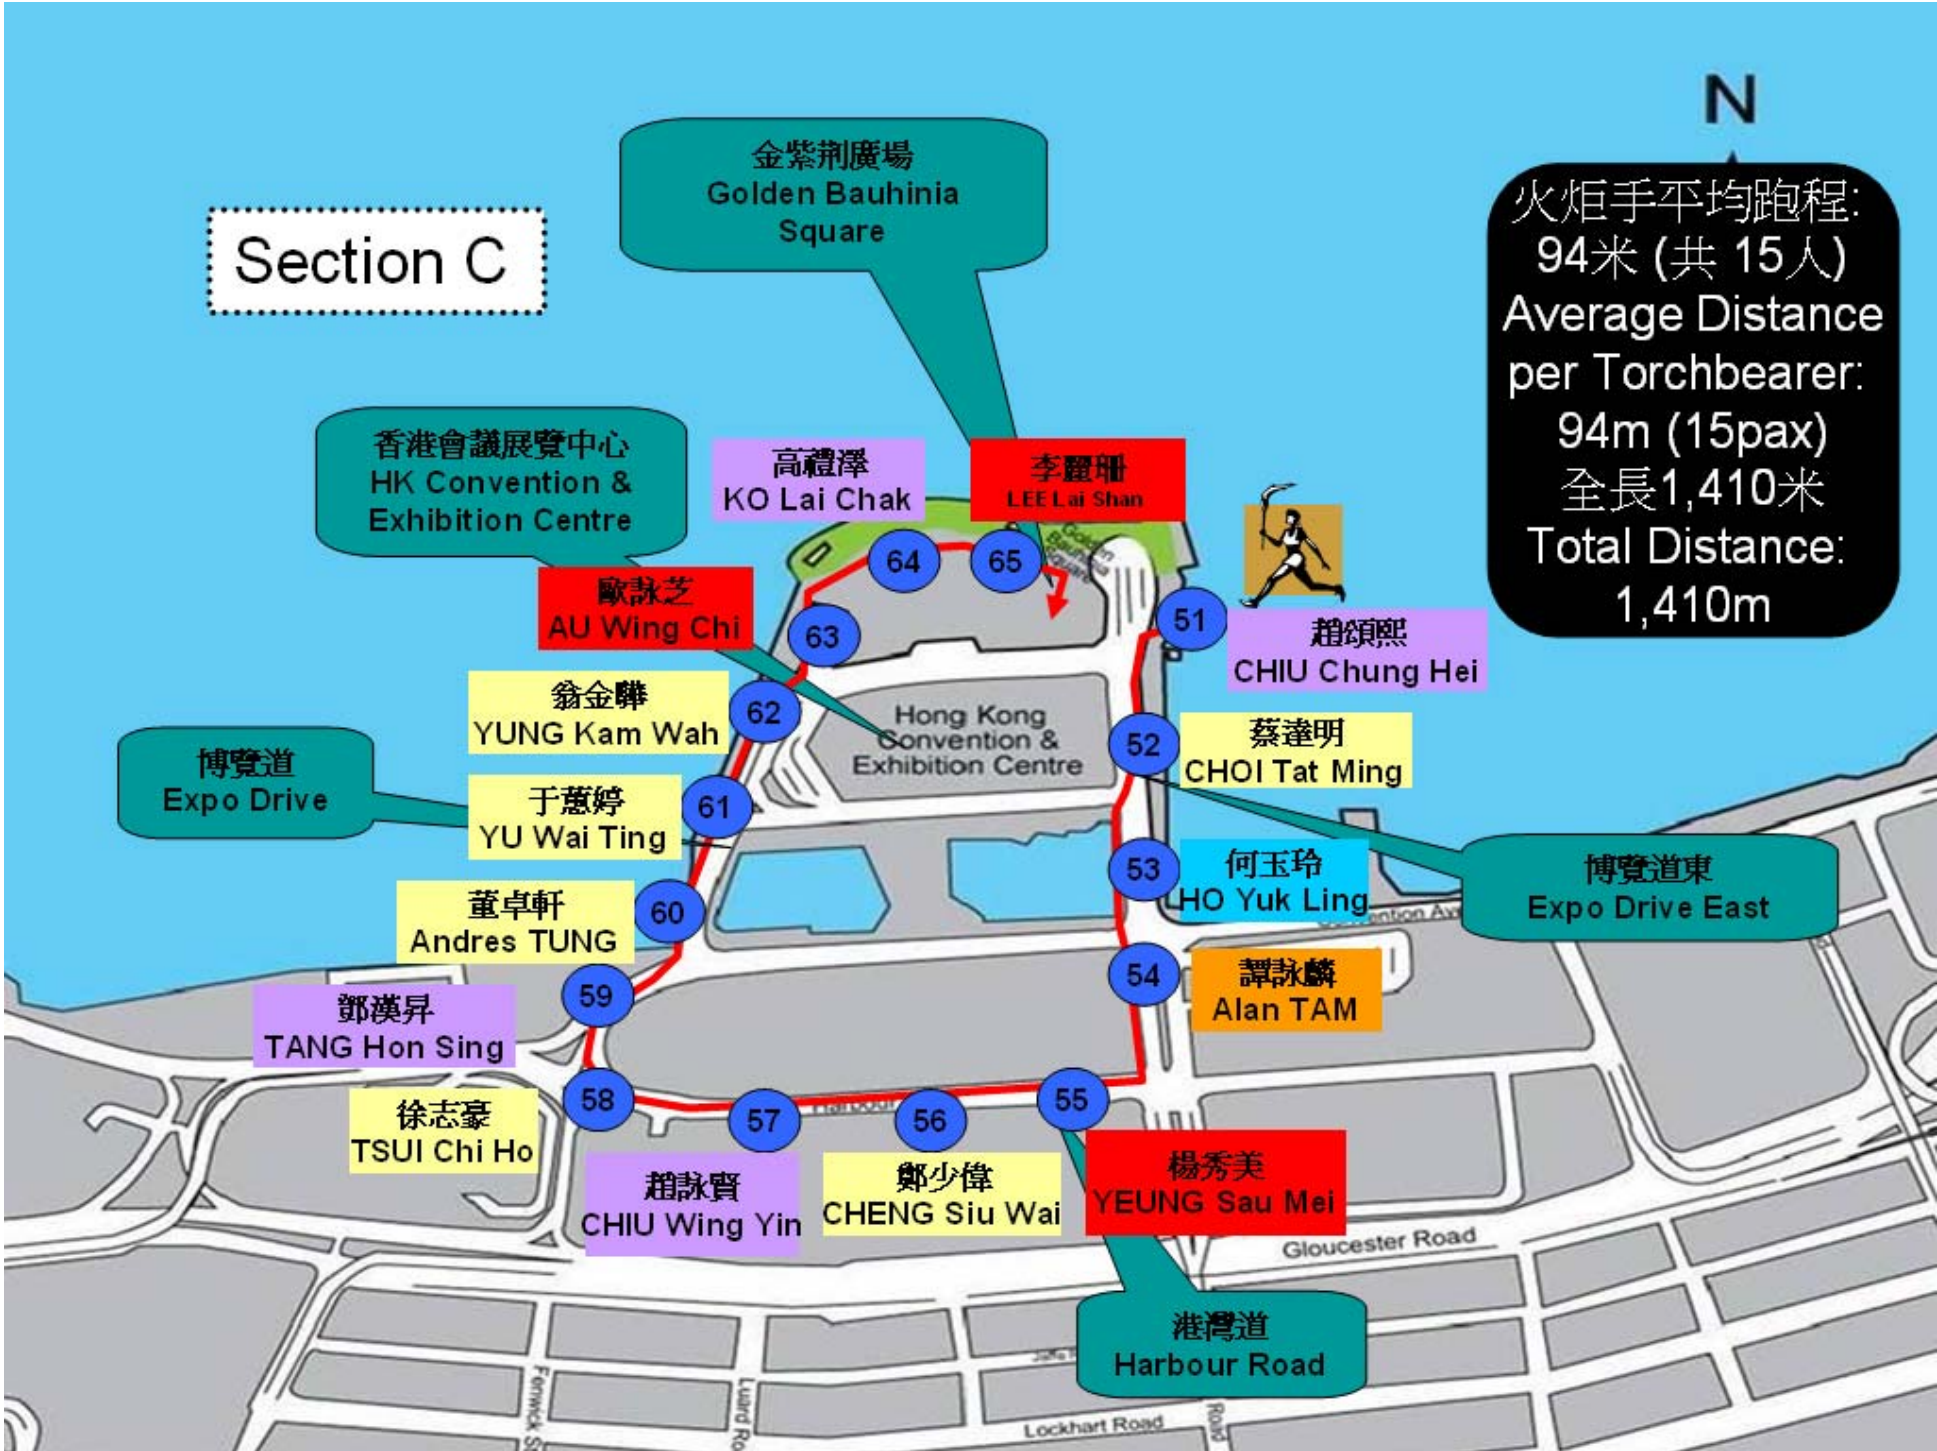 N
金紫荆廣場
Golden Bauhinia
Square
Section C
火炬手平均跑程:
94米 (共 15人)
Average Distance
per Torchbearer:
94m (15pax)
全長1,410米
Total Distance:
1,410m
香港會議展覽中心
HK Convention &
Exhibition Centre
高禮澤
KO Lai Chak
李麗珊
LEE Lai Shan
64
65
Golden
Bauhinia
Square
51
趙頌熙
CHIU Chung Hei
歐詠芝
AU Wing Chi
63
翁金驊
YUNG Kam Wah
62
Hong Kong
Convention &
Exhibition Centre
52
蔡達明
CHOI Tat Ming
博覽道
Expo Drive
于蕙婷
YU Wai Ting
61
53
何玉玲
HO Yuk Ling
博覽道東
Expo Drive East
董卓軒
Andres TUNG
60
54
譚詠麟
Alan TAM
鄧漢昇
TANG Hon Sing
59
徐志豪
TSUI Chi Ho
58
57
56
55
趙詠賢
CHIU Wing Yin
鄭少偉
CHENG Siu Wai
楊秀美
YEUNG Sau Mei
Gloucester Road
港灣道
Harbour Road
Fenwick
Luard
Lockhart Road
Road